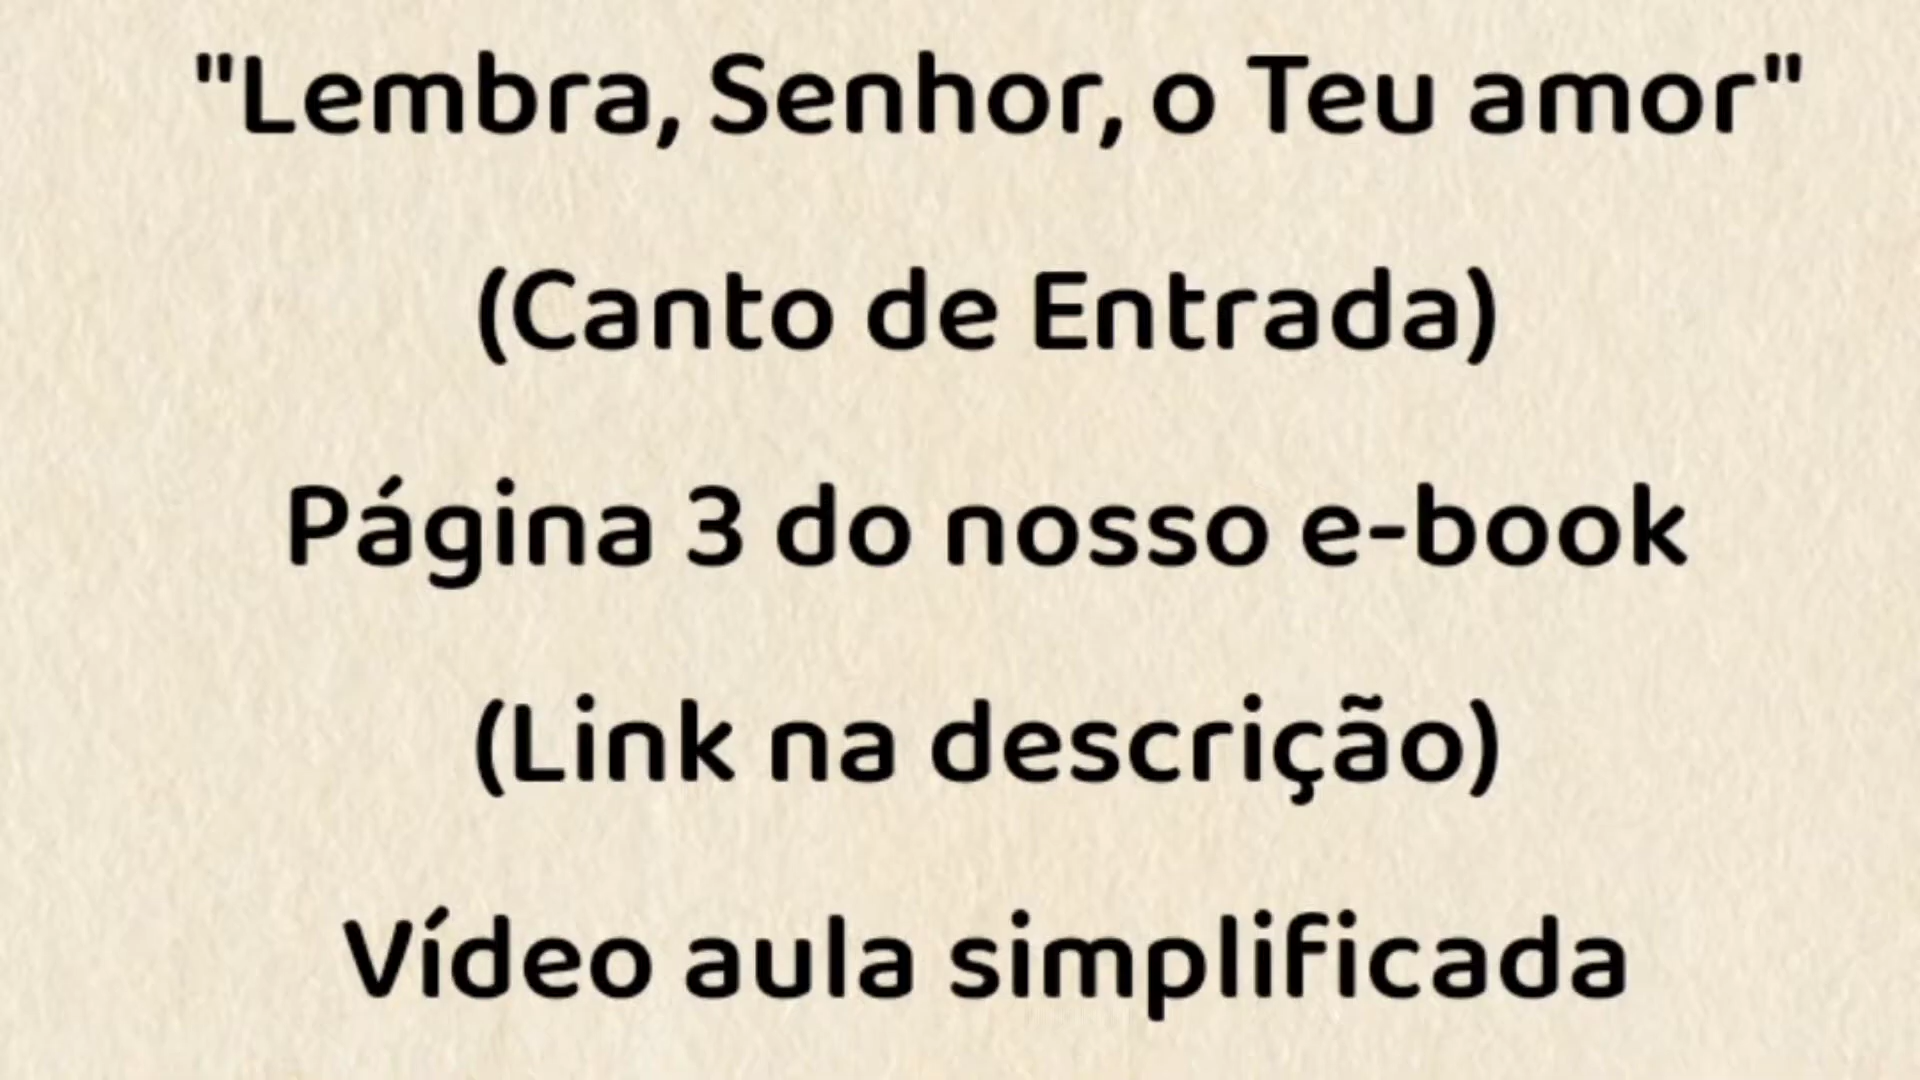 "Lembra, Senhor, o Teu amor"
(Canto de Entrada)
Página 3 do nosso e-book
(Link na descrição)
Vídeo aula simplificada